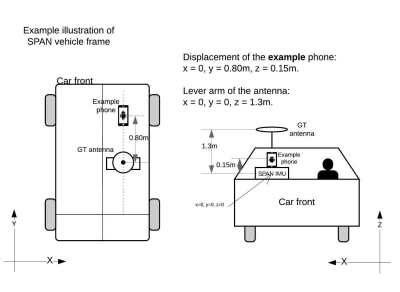 Example illustration of
SPAN vehicle frame
Displacement of the example phone:
x = 0, y = 0.80m, z = 0.15m.
Lever arm of the antenna:
x = 0, y = 0, z = 1.3m.
Car front
Example
phone
0.80m
GT antenna
Y
X
GT
antenna
1.3m
Example
phone
0.15m
SPAN IMU
x=0, y=0, z=0
Car front
Z
X